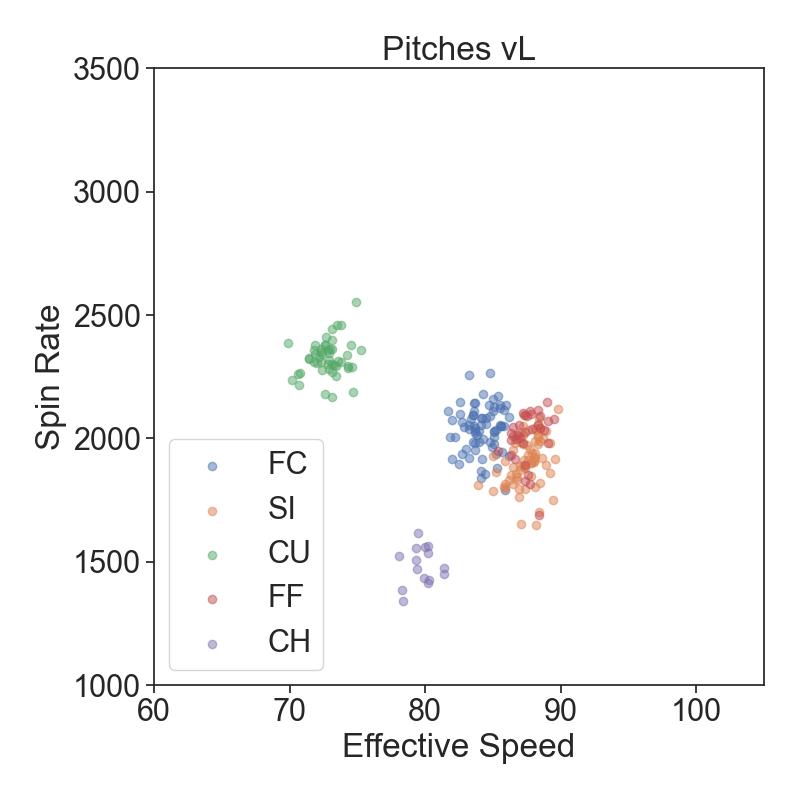 Pitches vL
3500
3000
2500
2000
1500
1000
Spin Rate
FC
SI
CU
FF
CH
60 70 80 90 100
Effective Speed